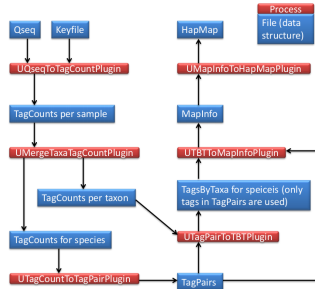 Process
File (data
structure)
Qseq
Keyfile
HapMap
UQseqToTagCountPlugin
UMapInfoToHapMapPlugin
TagCounts per sample
MapInfo
UMergeTaxaTagCountPlugin
UTBTToMapInfoPlugin
TagCounts per taxon
TagsByTaxa for speiceis (only
tags in TagPairs are used)
TagCounts for species
UTagPairToTBTPlugin
UTagCountToTagPairPlugin
TagPairs